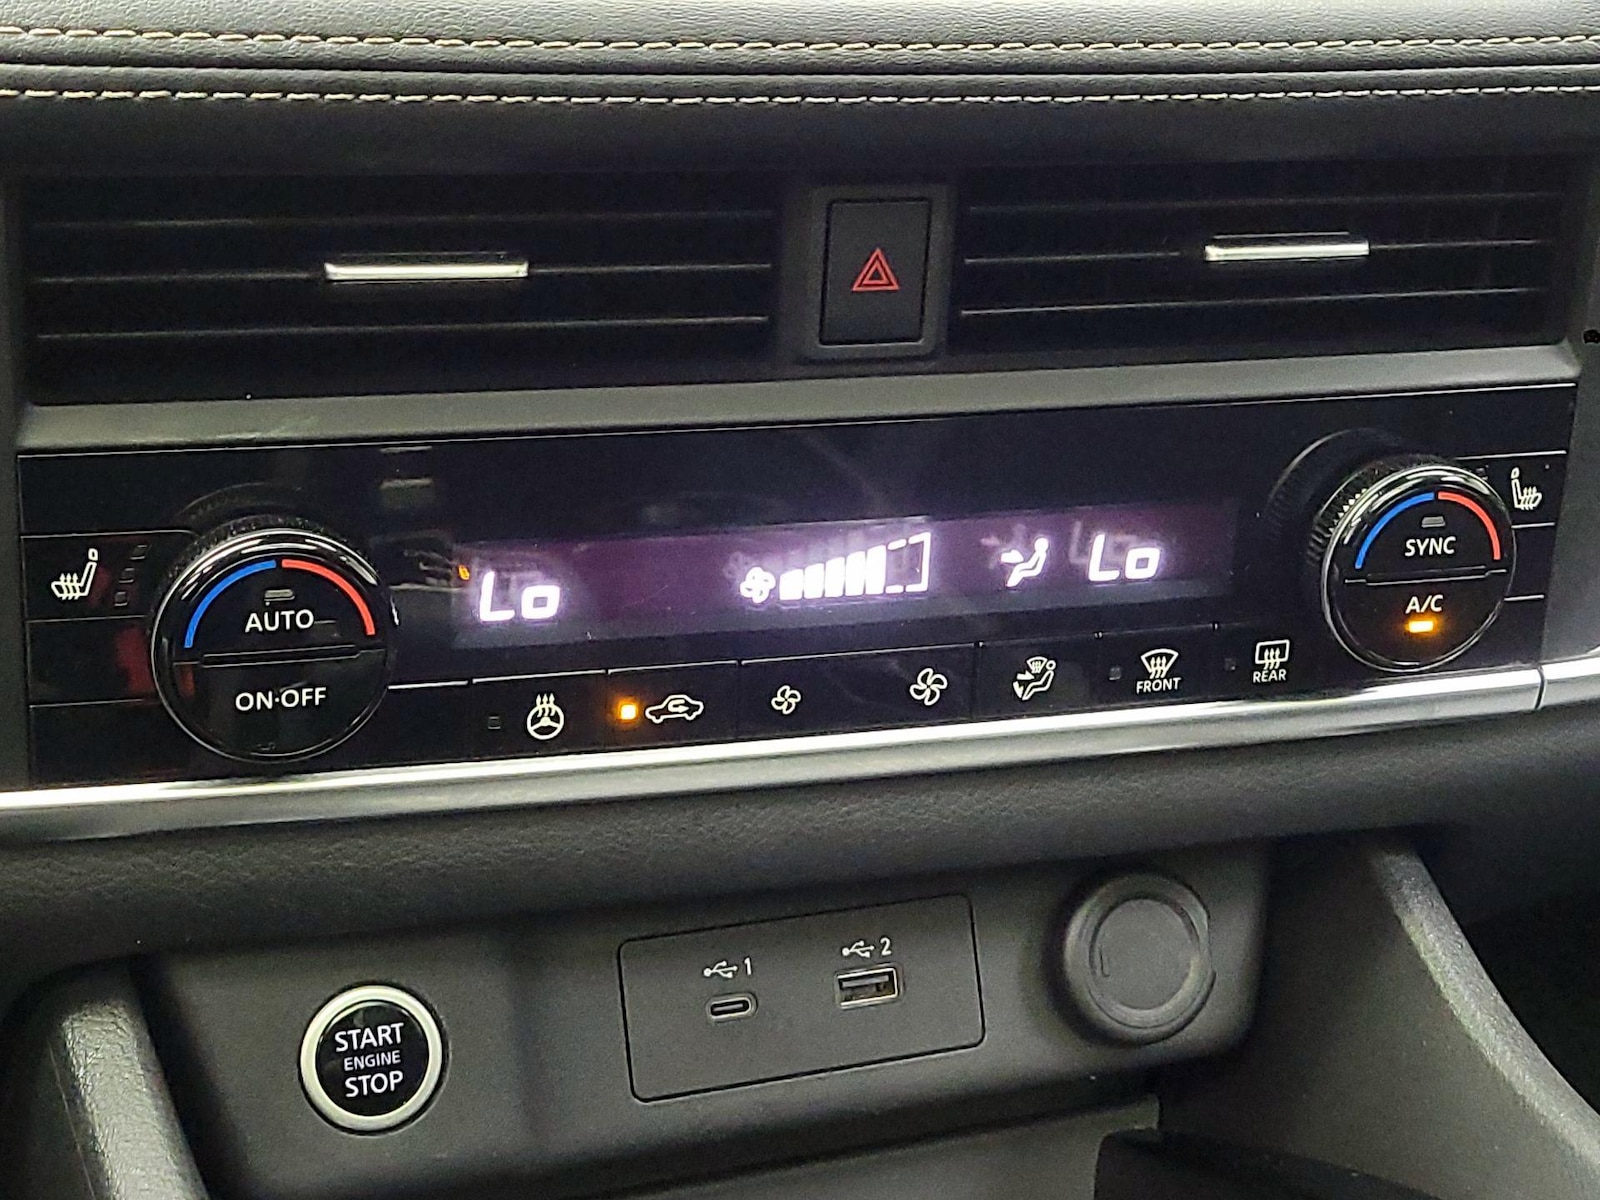 Lo
Lo
AUTO
ON·OFF
SYNC
A/C
FRONT
REAR
1
2
START
ENGINE
STOP